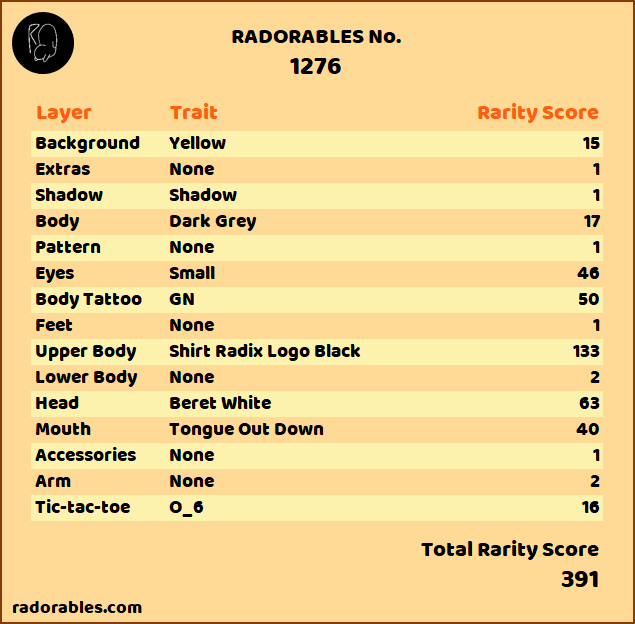 RADORABLES No.
1276
Layer Trait Rarity Score
Background Yellow 15
Extras None 1
Shadow Shadow 1
Body Dark Grey 17
Pattern None 1
Eyes Small 46
Body Tattoo GN 50
Feet None 1
Upper Body Shirt Radix Logo Black 133
Lower Body None 2
Head Beret White 63
Mouth Tongue Out Down 40
Accessories None 1
Arm None 2
Tic-tac-toe O_6 16
Total Rarity Score
391
radorables.com